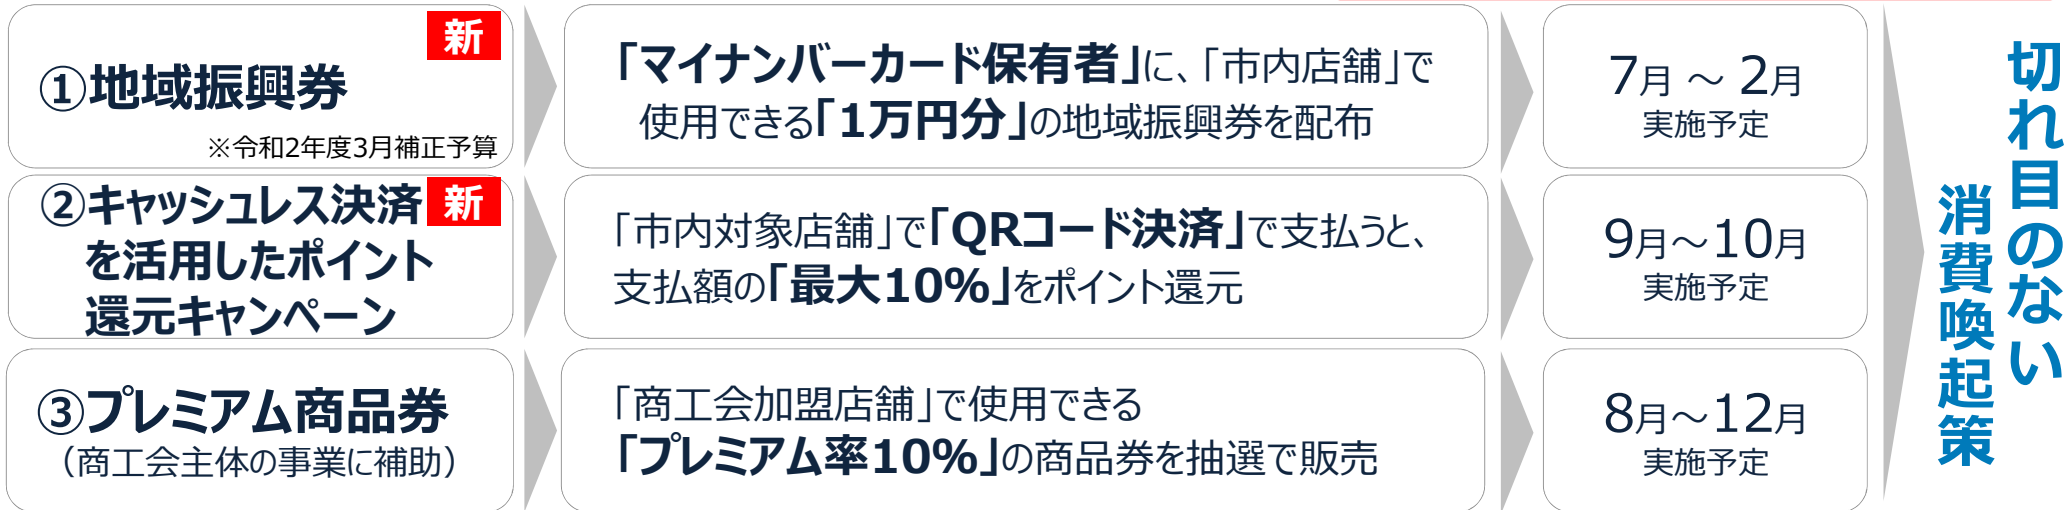 新
①地域振興券
※令和2年度3月補正予算
「マイナンバーカード保有者」に、「市内店舗」で
使用できる「1万円分」の地域振興券を配布
7月 ～ 2月
実施予定
②キャッシュレス決済
新
を活用したポイント
還元キャンペーン
「市内対象店舗」で「QRコード決済」で支払うと、
支払額の「最大10%」をポイント還元
9月～10月
実施予定
③プレミアム商品券
（商工会主体の事業に補助）
「商工会加盟店舗」で使用できる
「プレミアム率10%」の商品券を抽選で販売
8月～12月
実施予定
切れ目のない
消費喚起策